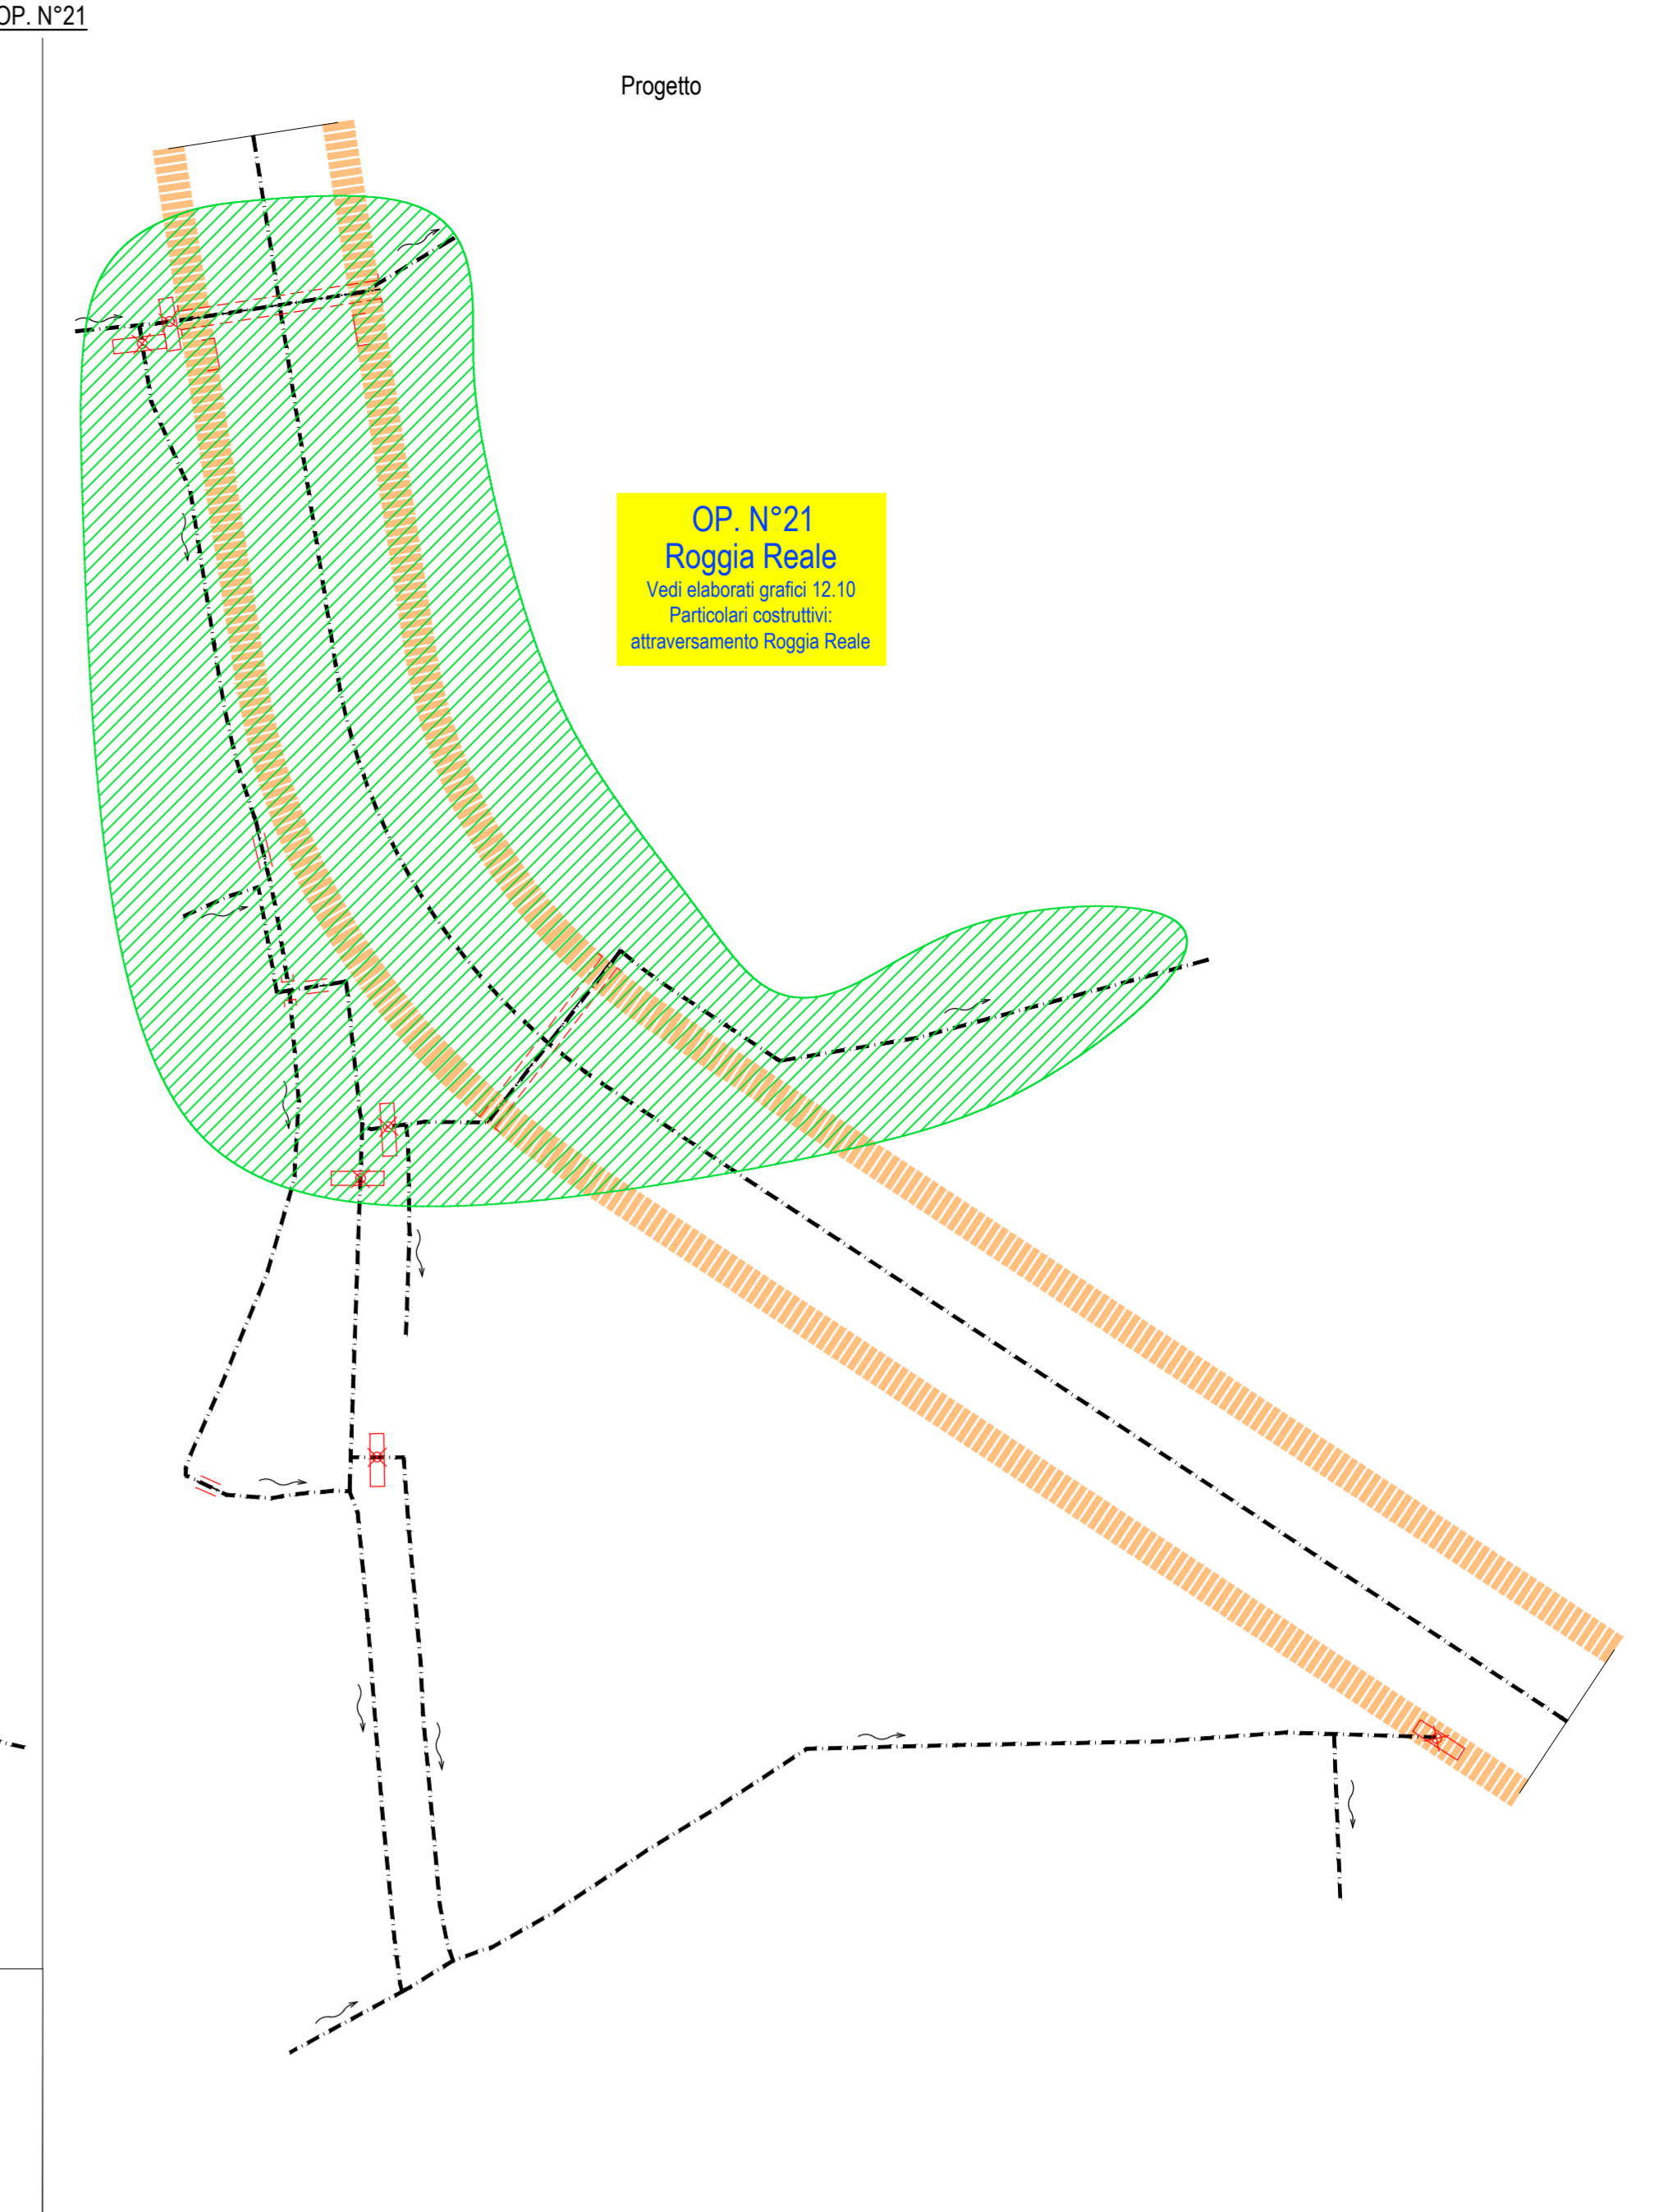 OP. N°21
Progetto
OP. N°21
Roggia Reale
Vedi elaborati grafici 12.10
Particolari costruttivi:
attraversamento Roggia Reale